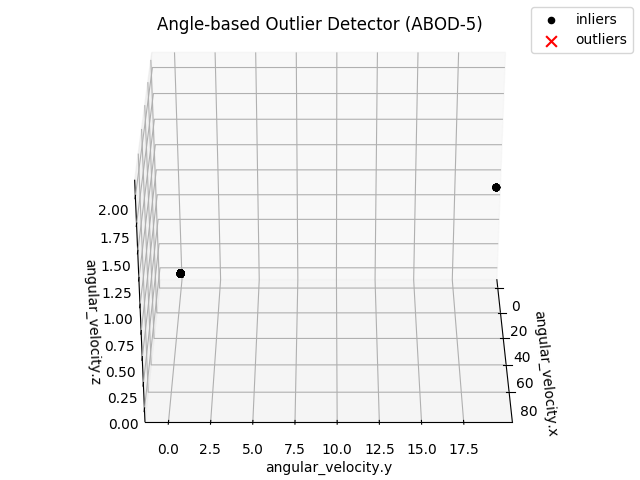 Angle-based Outlier Detector (ABOD-5)
inliers
outliers
2.00
1.75
1.50
1.25
1.00
0.75
0.50
0.25
0.00
angular_velocity.z
0.0 2.5 5.0 7.5 10.0 12.5 15.0 17.5
angular_velocity.y
0
20
40
60
80
angular_velocity.x